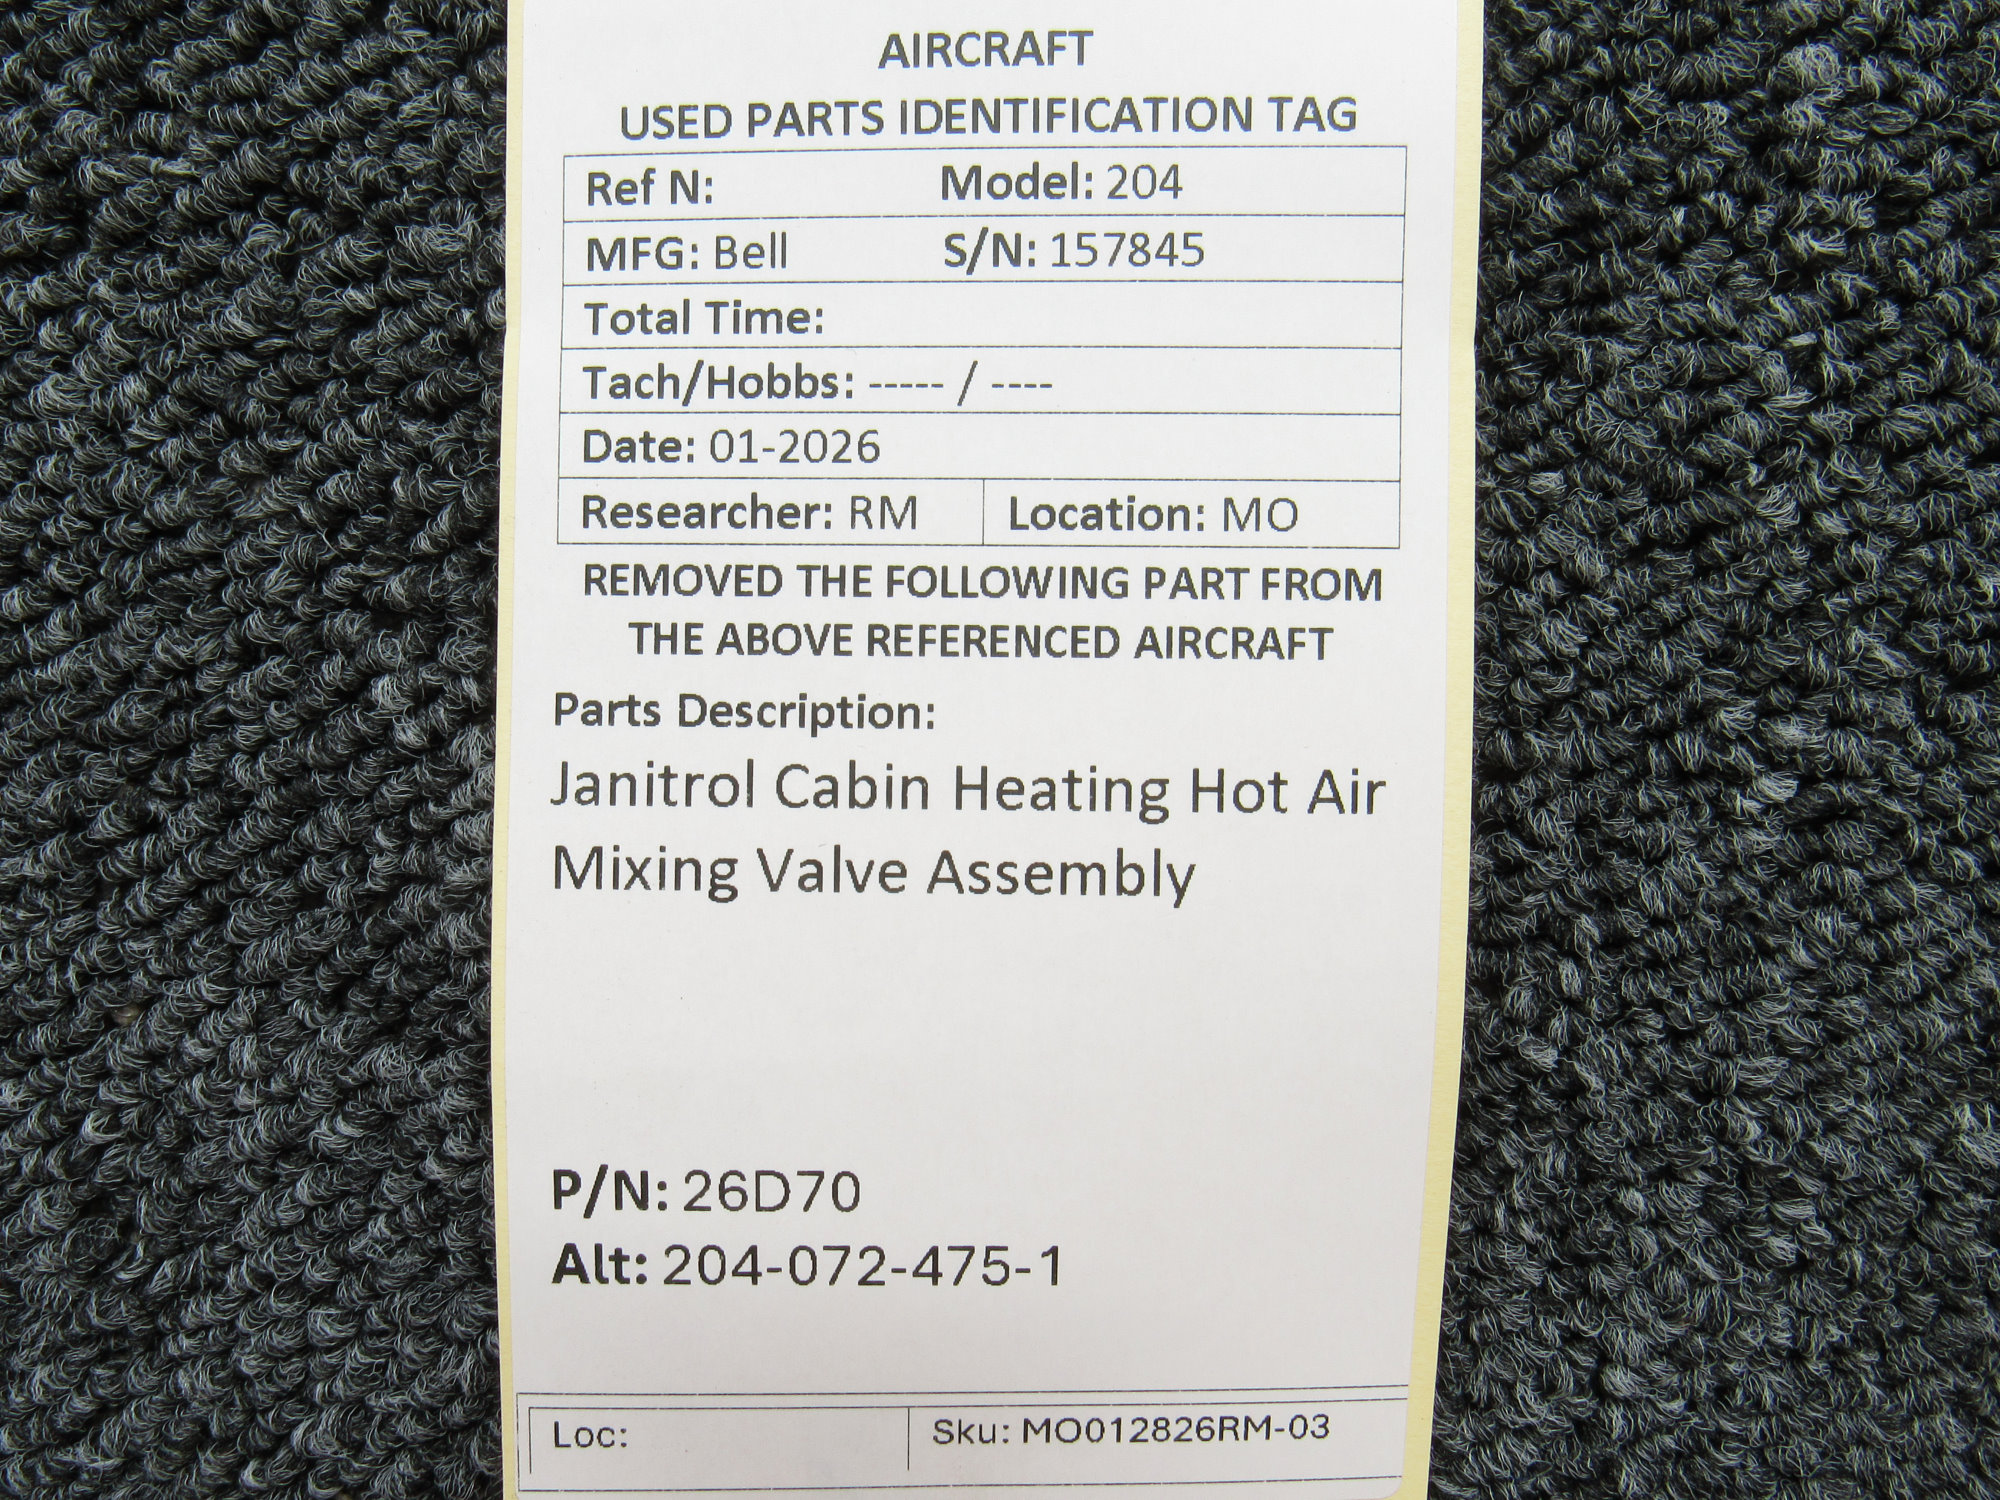 AIRCRAFT
USED PARTS IDENTIFICATION TAG
Ref N: Model: 204
MFG: Bell S/N: 157845
Total Time:
Tach/Hobbs: ----- / ----
Date: 01-2026
Researcher: RM Location: MO
REMOVED THE FOLLOWING PART FROM
THE ABOVE REFERENCED AIRCRAFT
Parts Description:
Janitrol Cabin Heating Hot Air
Mixing Valve Assembly
P/N: 26D70
Alt: 204-072-475-1
Loc: Sku: MO012826RM-03